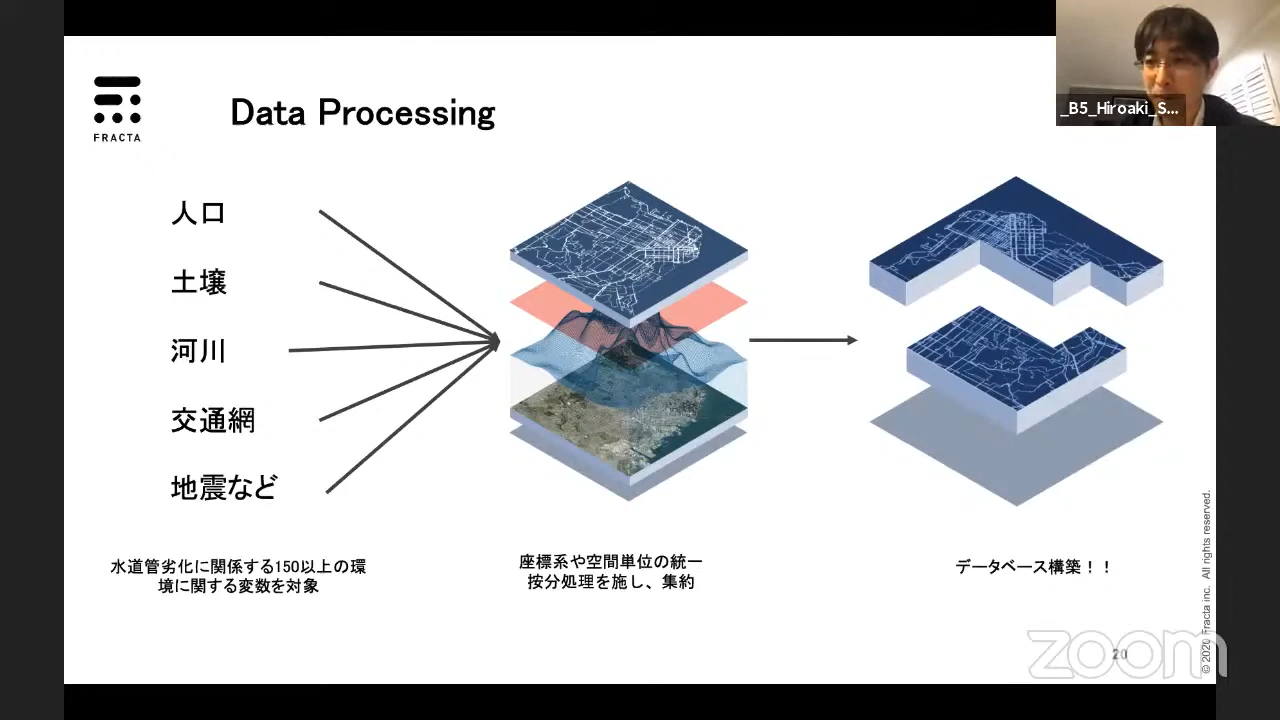 _B5_Hiroaki_S...
FRACTA
Data Processing
人口
土壌
河川
交通網
地震など
水道管劣化に関係する150以上の環
境に関する変数を対象
座標系や空間単位の統一
按分処理を施し、集約
データベース構築！！
© 2020 Fracta inc. All rights reserved.
20
zoom